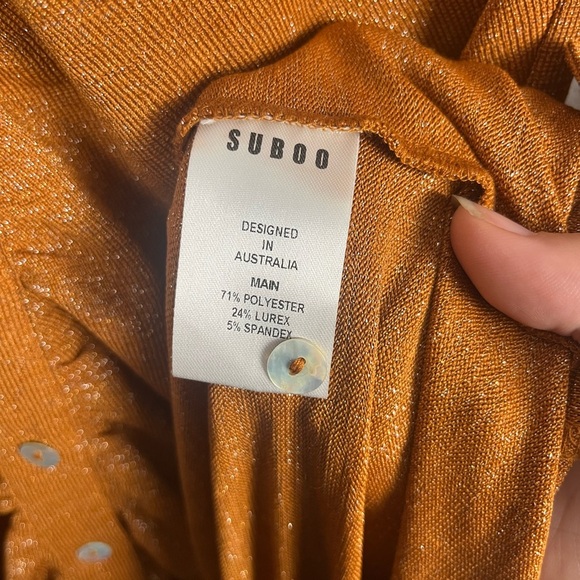 SUBOO
DESIGNED
IN
AUSTRALIA
MAIN
71% POLYESTER
24% LUREX
5% SPANDEX